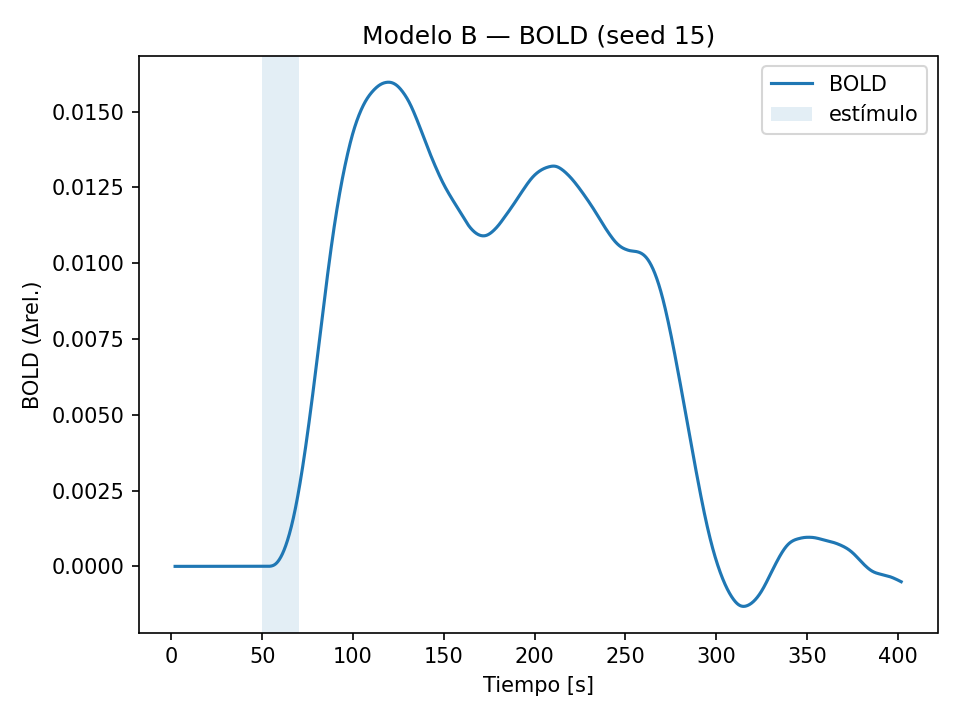 Modelo B — BOLD (seed 15)
BOLD
estímulo
BOLD (Δrel.)
0.0150
0.0125
0.0100
0.0075
0.0050
0.0025
0.0000
0 50 100 150 200 250 300 350 400
Tiempo [s]